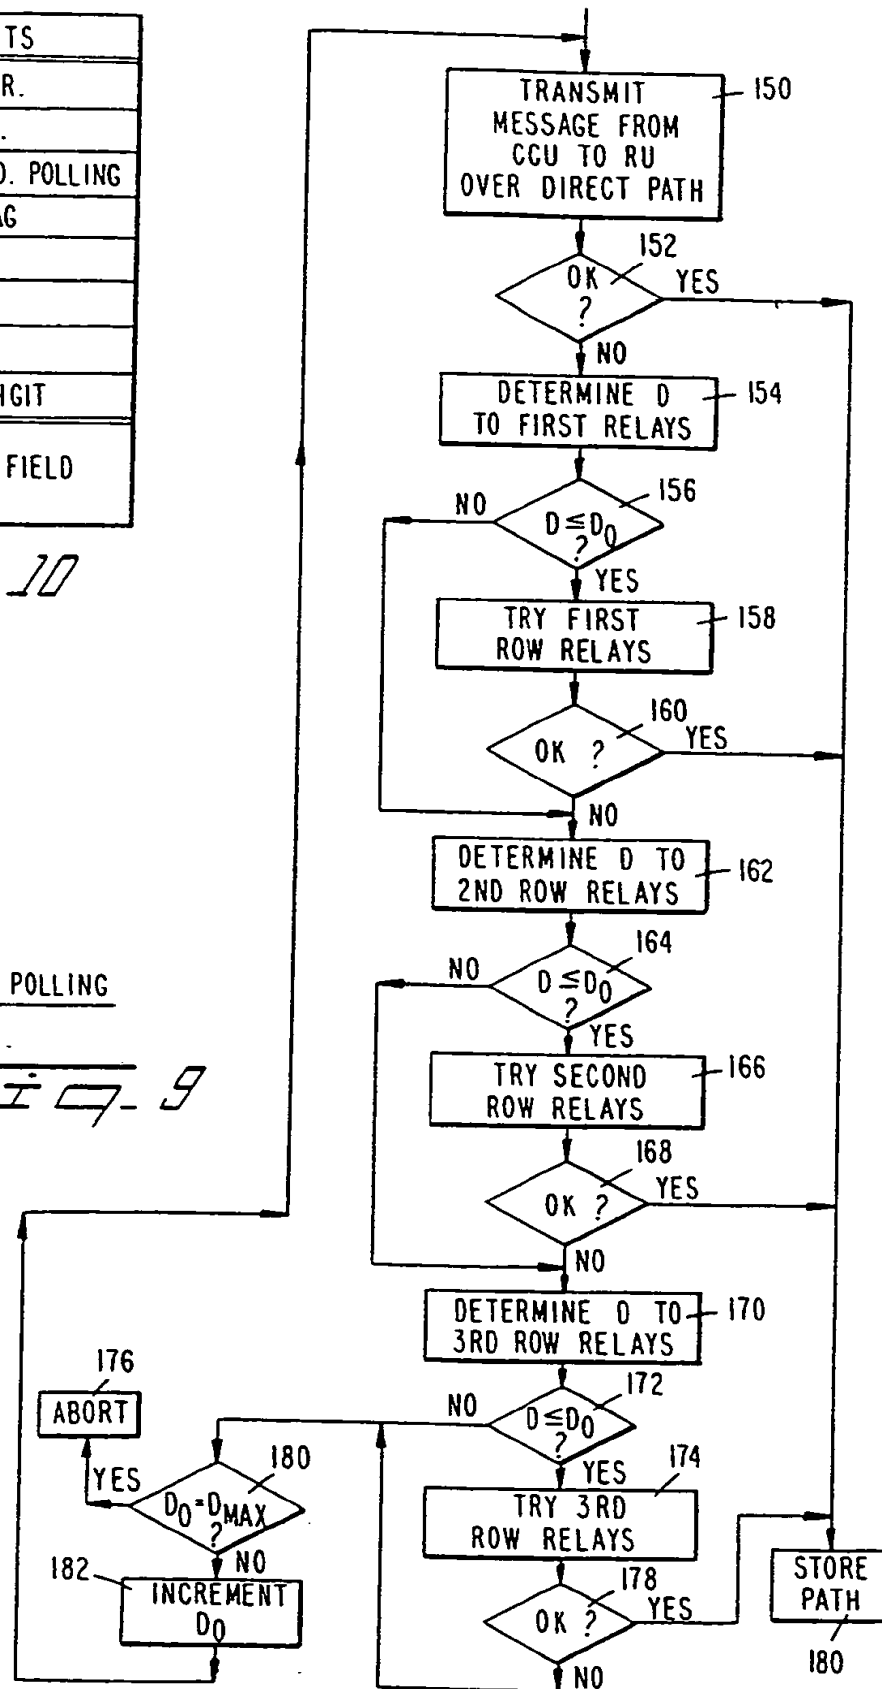 TS
R.
.
D. POLLING
AG
IGIT
FIELD
10
POLLING
Fig. 9
TRANSMIT
MESSAGE FROM
CCU TO RU
OVER DIRECT PATH
150
OK
?
152
YES
NO
DETERMINE D
TO FIRST RELAYS
154
D≤D0
?
156
NO
YES
TRY FIRST
ROW RELAYS
158
OK ?
160
YES
NO
DETERMINE D TO
2ND ROW RELAYS
162
D≤D0
?
164
NO
YES
TRY SECOND
ROW RELAYS
166
OK ?
168
YES
NO
DETERMINE D TO
3RD ROW RELAYS
170
D≤D0
?
172
NO
YES
TRY 3RD
ROW RELAYS
174
OK ?
178
YES
NO
176
ABORT
YES
D0=DMAX
?
180
NO
182
INCREMENT
D0
STORE
PATH
180